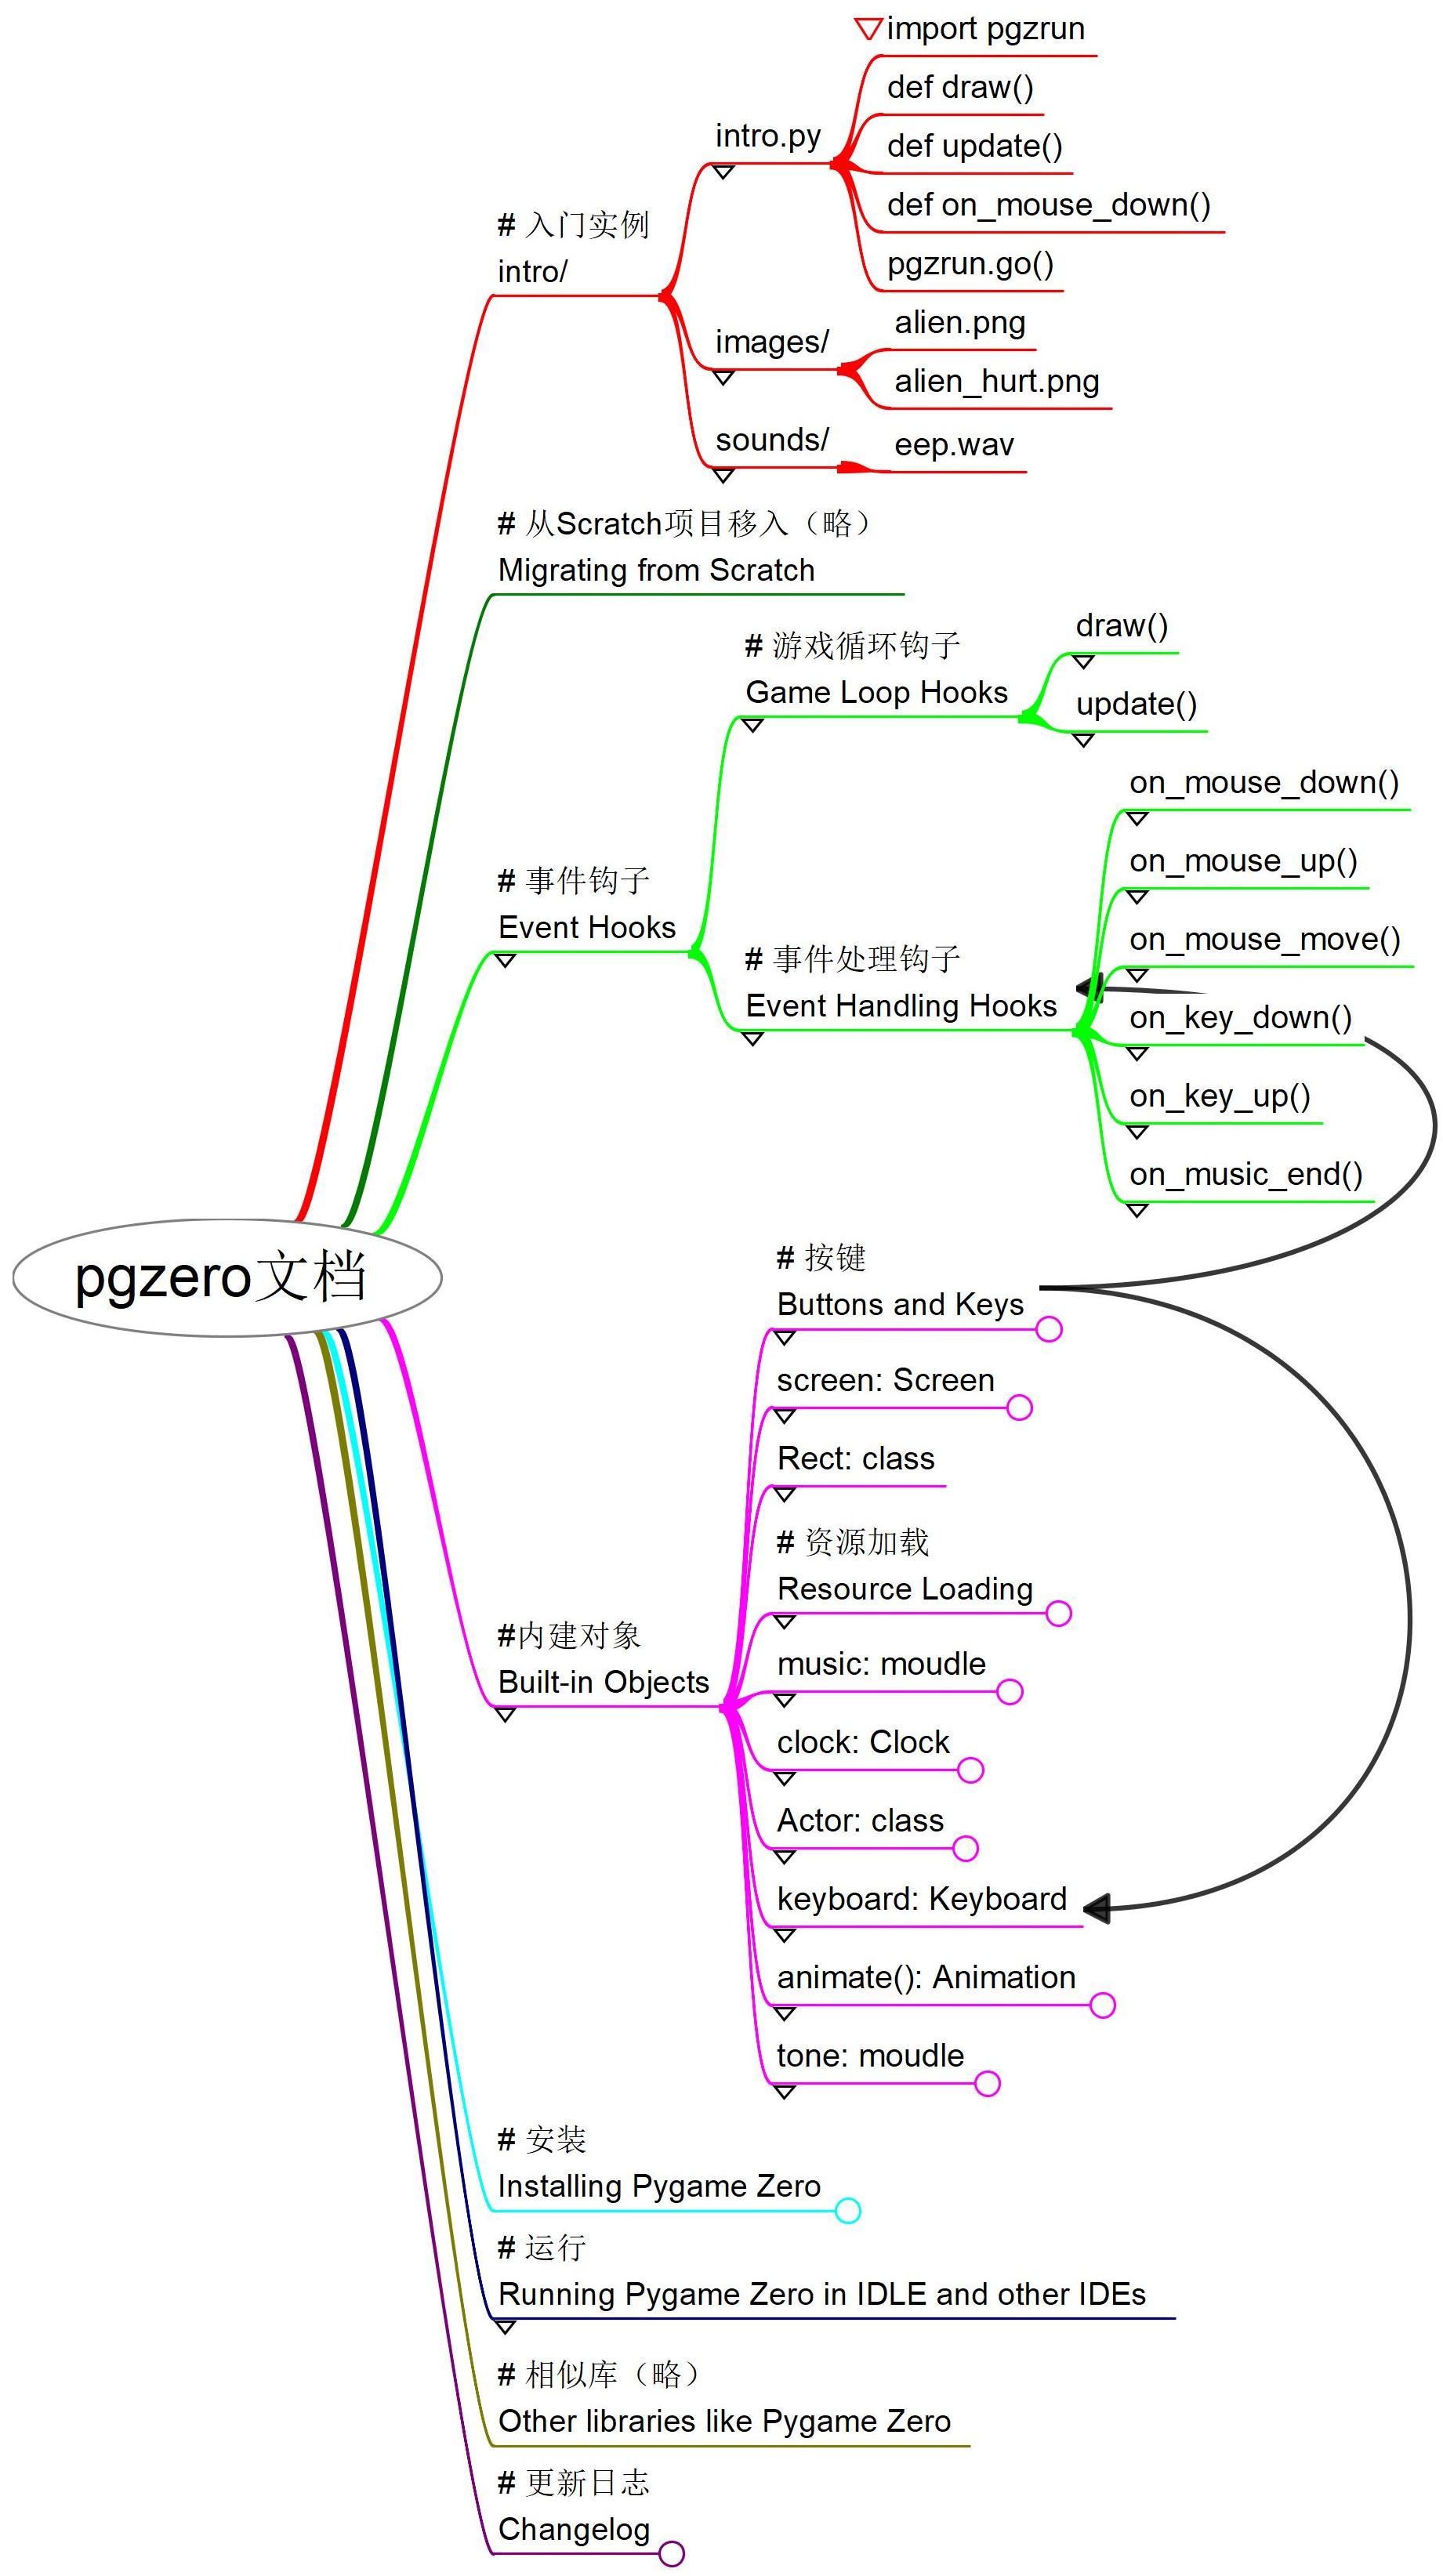 import pgzrun
def draw()
intro.py
def update()
def on_mouse_down()
# 入门实例
intro/
pgzrun.go()
images/
alien.png
alien_hurt.png
sounds/
eep.wav
# 从Scratch项目移入（略）
Migrating from Scratch
# 游戏循环钩子
Game Loop Hooks
draw()
update()
# 事件钩子
Event Hooks
# 事件处理钩子
Event Handling Hooks
on_mouse_down()
on_mouse_up()
on_mouse_move()
on_key_down()
on_key_up()
on_music_end()
pgzero文档
# 按键
Buttons and Keys
screen: Screen
Rect: class
# 资源加载
Resource Loading
#内建对象
Built-in Objects
music: moudle
clock: Clock
Actor: class
keyboard: Keyboard
animate(): Animation
tone: moudle
# 安装
Installing Pygame Zero
# 运行
Running Pygame Zero in IDLE and other IDEs
# 相似库（略）
Other libraries like Pygame Zero
# 更新日志
Changelog